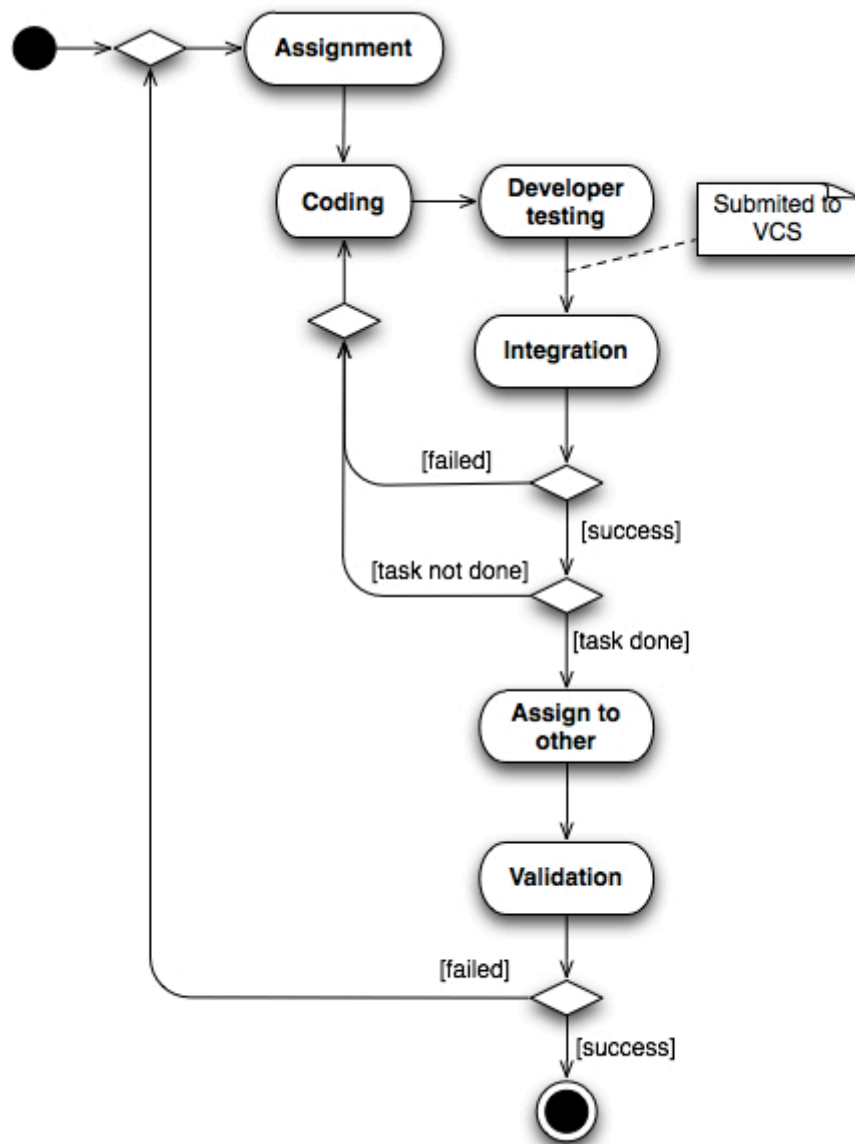 Assignment
Coding
Developer
testing
Submited to
VCS
Integration
[failed]
[success]
[task not done]
[task done]
Assign to
other
Validation
[failed]
[success]